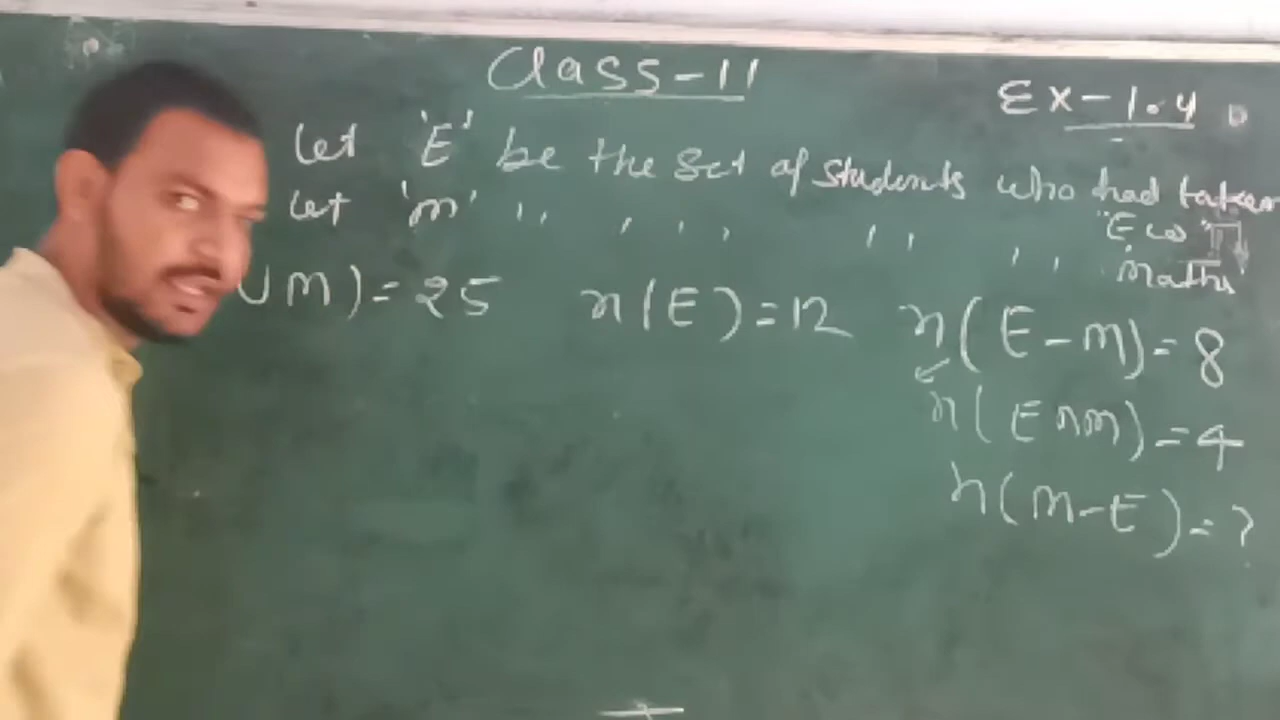 Class-11
Ex-1.4
Let 'E' be the set of students who had taken
"Eco"
Let 'm' " " " " "
Maths
∪ m) = 25 n(E) = 12 n(E-m) = 8
n(E∩m) = 4
n(m-E) = ?